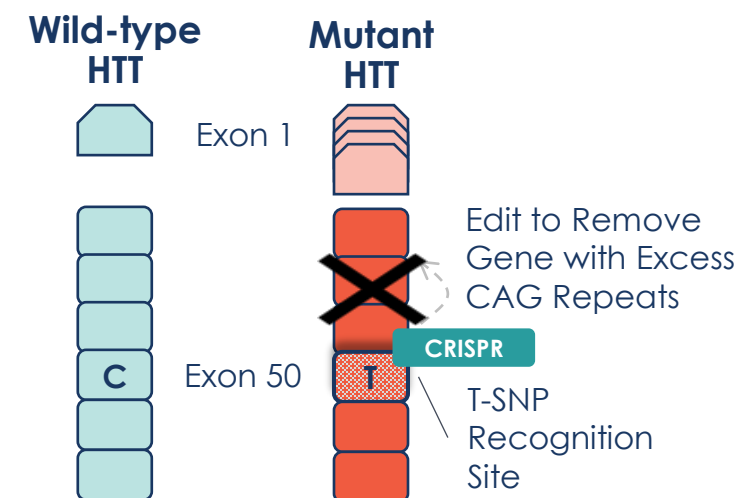 Wild-type
HTT
Mutant
HTT
Exon 1
Edit to Remove
Gene with Excess
CAG Repeats
CRISPR
C
Exon 50
T
T-SNP
Recognition
Site